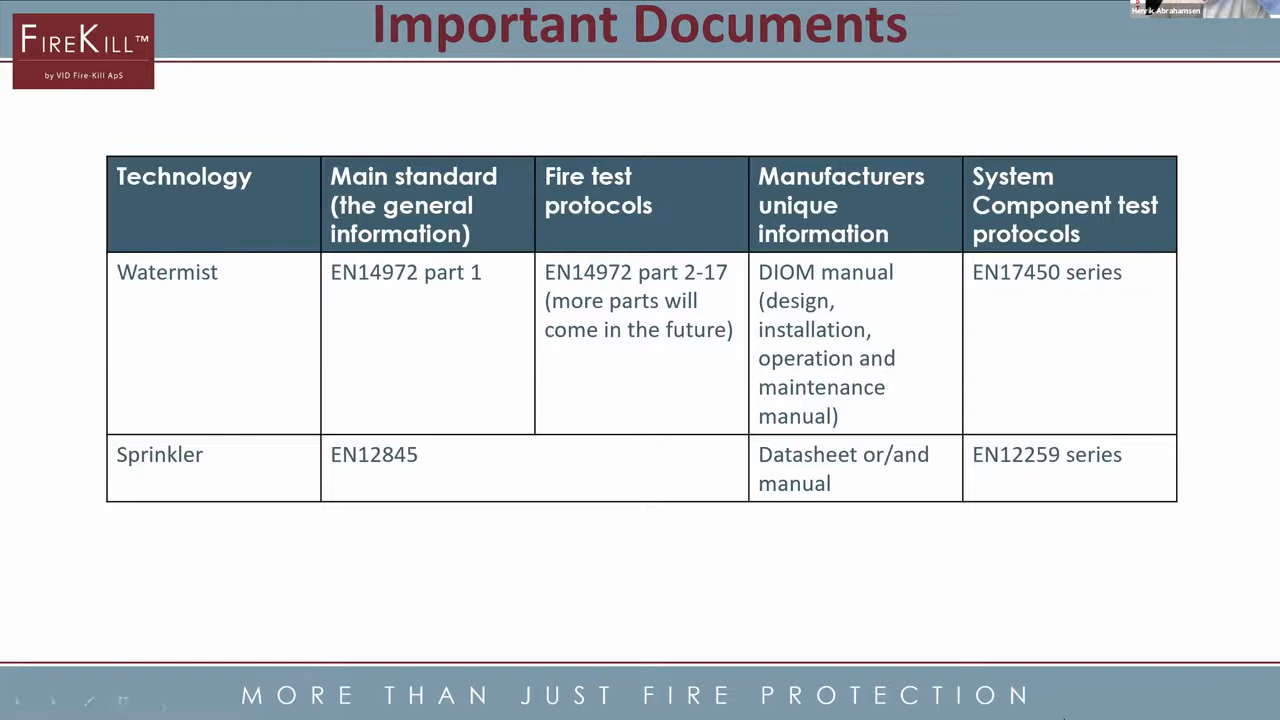 Important Documents
FIREKILL™
by VID Fire-Kill ApS
Henrik Abrahamsen
Technology
Main standard
(the general
information)
Fire test
protocols
Manufacturers
unique
information
System
Component test
protocols
Watermist
EN14972 part 1
EN14972 part 2-17
(more parts will
come in the future)
DIOM manual
(design,
installation,
operation and
maintenance
manual)
EN17450 series
Sprinkler
EN12845
Datasheet or/and
manual
EN12259 series
MORE THAN JUST FIRE PROTECTION